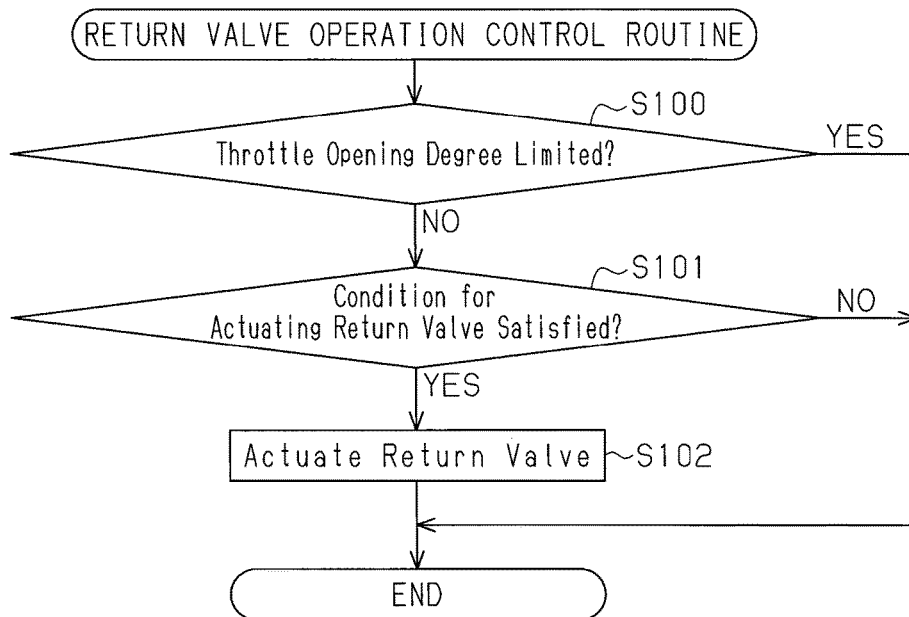 RETURN VALVE OPERATION CONTROL ROUTINE
S100
Throttle Opening Degree Limited?
YES
NO
S101
Condition for
Actuating Return Valve Satisfied?
NO
YES
Actuate Return Valve
S102
END